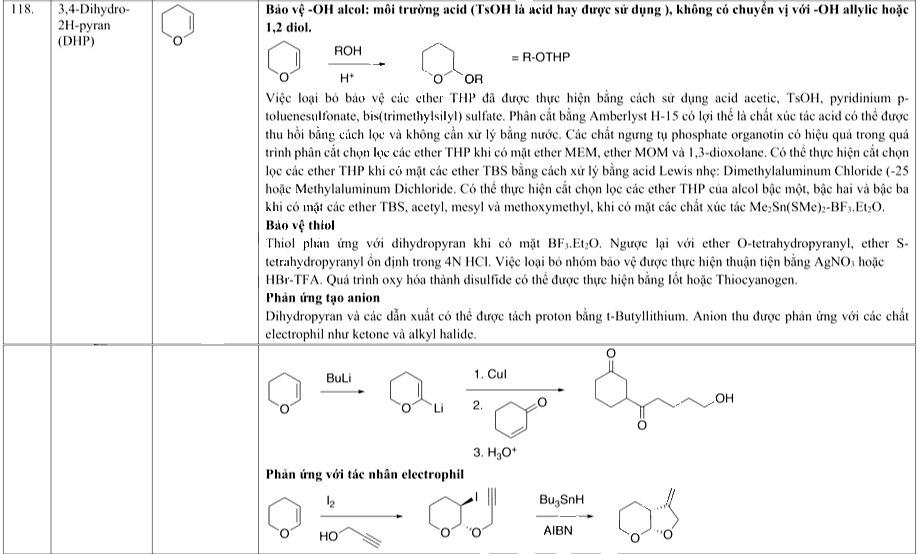 118.
3,4-Dihydro-
2H-pyran
(DHP)
O
Bảo vệ -OH alcol: môi trường acid (TsOH là acid hay được sử dụng ), không có chuyển vị với -OH allylic hoặc
1,2 diol.
O
ROH
H+
O
OR
= R-OTHP
Việc loại bỏ bảo vệ các ether THP đã được thực hiện bằng cách sử dụng acid acetic, TsOH, pyridinium p-
toluenesulfonate, bis(trimethylsilyl) sulfate. Phân cắt bằng Amberlyst H-15 có lợi thế là chất xúc tác acid có thể được
thu hồi bằng cách lọc và không cần xử lý bằng nước. Các chất ngưng tụ phosphate organotin có hiệu quả trong quá
trình phân cắt chọn lọc các ether THP khi có mặt ether MEM, ether MOM và 1,3-dioxolane. Có thể thực hiện cắt chọn
lọc các ether THP khi có mặt các ether TBS bằng cách xử lý bằng acid Lewis nhẹ: Dimethylaluminum Chloride (-25
hoặc Methylaluminum Dichloride. Có thể thực hiện cắt chọn lọc các ether THP của alcol bậc một, bậc hai và bậc ba
khi có mặt các ether TBS, acetyl, mesyl và methoxymethyl, khi có mặt các chất xúc tác Me₂Sn(SMe)₂-BF₃.Et₂O.
Bảo vệ thiol
Thiol phan ứng với dihydropyran khi có mặt BF₃.Et₂O. Ngược lại với ether O-tetrahydropyranyl, ether S-
tetrahydropyranyl ổn định trong 4N HCl. Việc loại bỏ nhóm bảo vệ được thực hiện thuận tiện bằng AgNO₃ hoặc
HBr-TFA. Quá trình oxy hóa thành disulfide có thể được thực hiện bằng Iốt hoặc Thiocyanogen.
Phản ứng tạo anion
Dihydropyran và các dẫn xuất có thể được tách proton bằng t-Butyllithium. Anion thu được phản ứng với các chất
electrophil như ketone và alkyl halide.
O
BuLi
O
Li
1. CuI
2.
O
3. H₃O+
O
O
OH
Phản ứng với tác nhân electrophil
O
I₂
HO
O
O
I
Bu₃SnH
AIBN
O
O